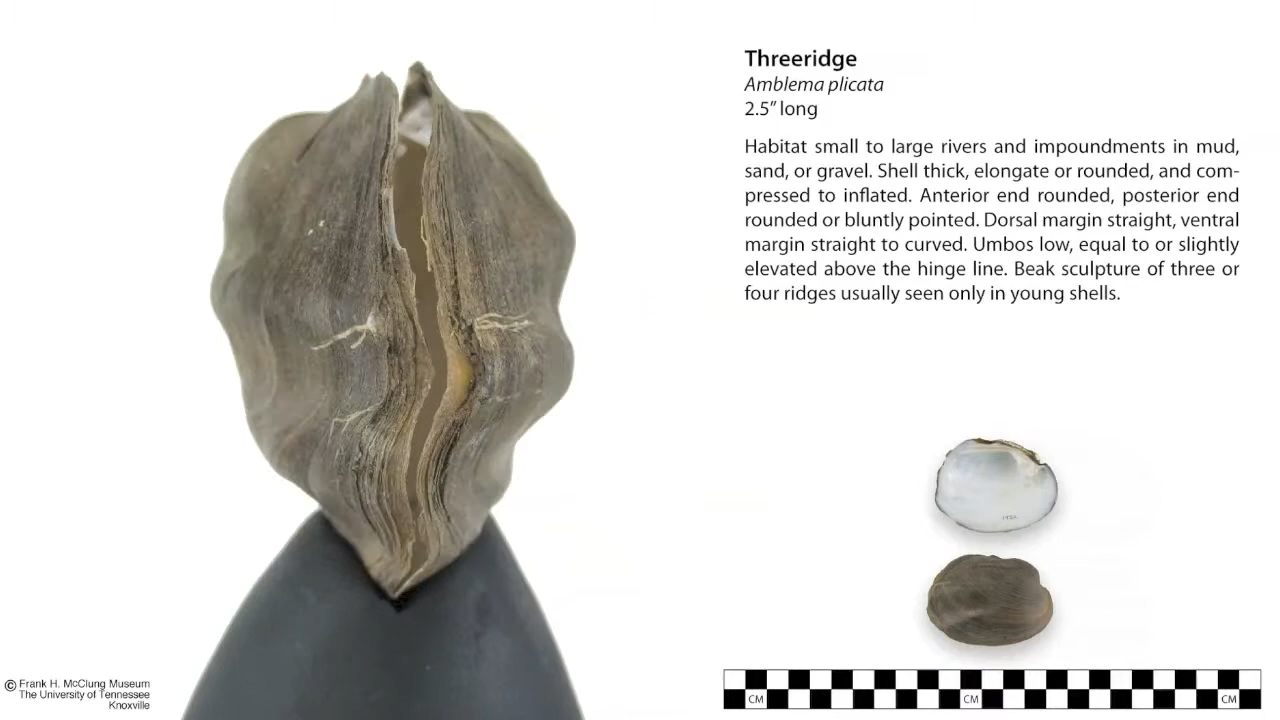 Threeridge
Amblema plicata
2.5” long
Habitat small to large rivers and impoundments in mud,
sand, or gravel. Shell thick, elongate or rounded, and com-
pressed to inflated. Anterior end rounded, posterior end
rounded or bluntly pointed. Dorsal margin straight, ventral
margin straight to curved. Umbos low, equal to or slightly
elevated above the hinge line. Beak sculpture of three or
four ridges usually seen only in young shells.
CM CM CM
© Frank H. McClung Museum
The University of Tennessee
Knoxville